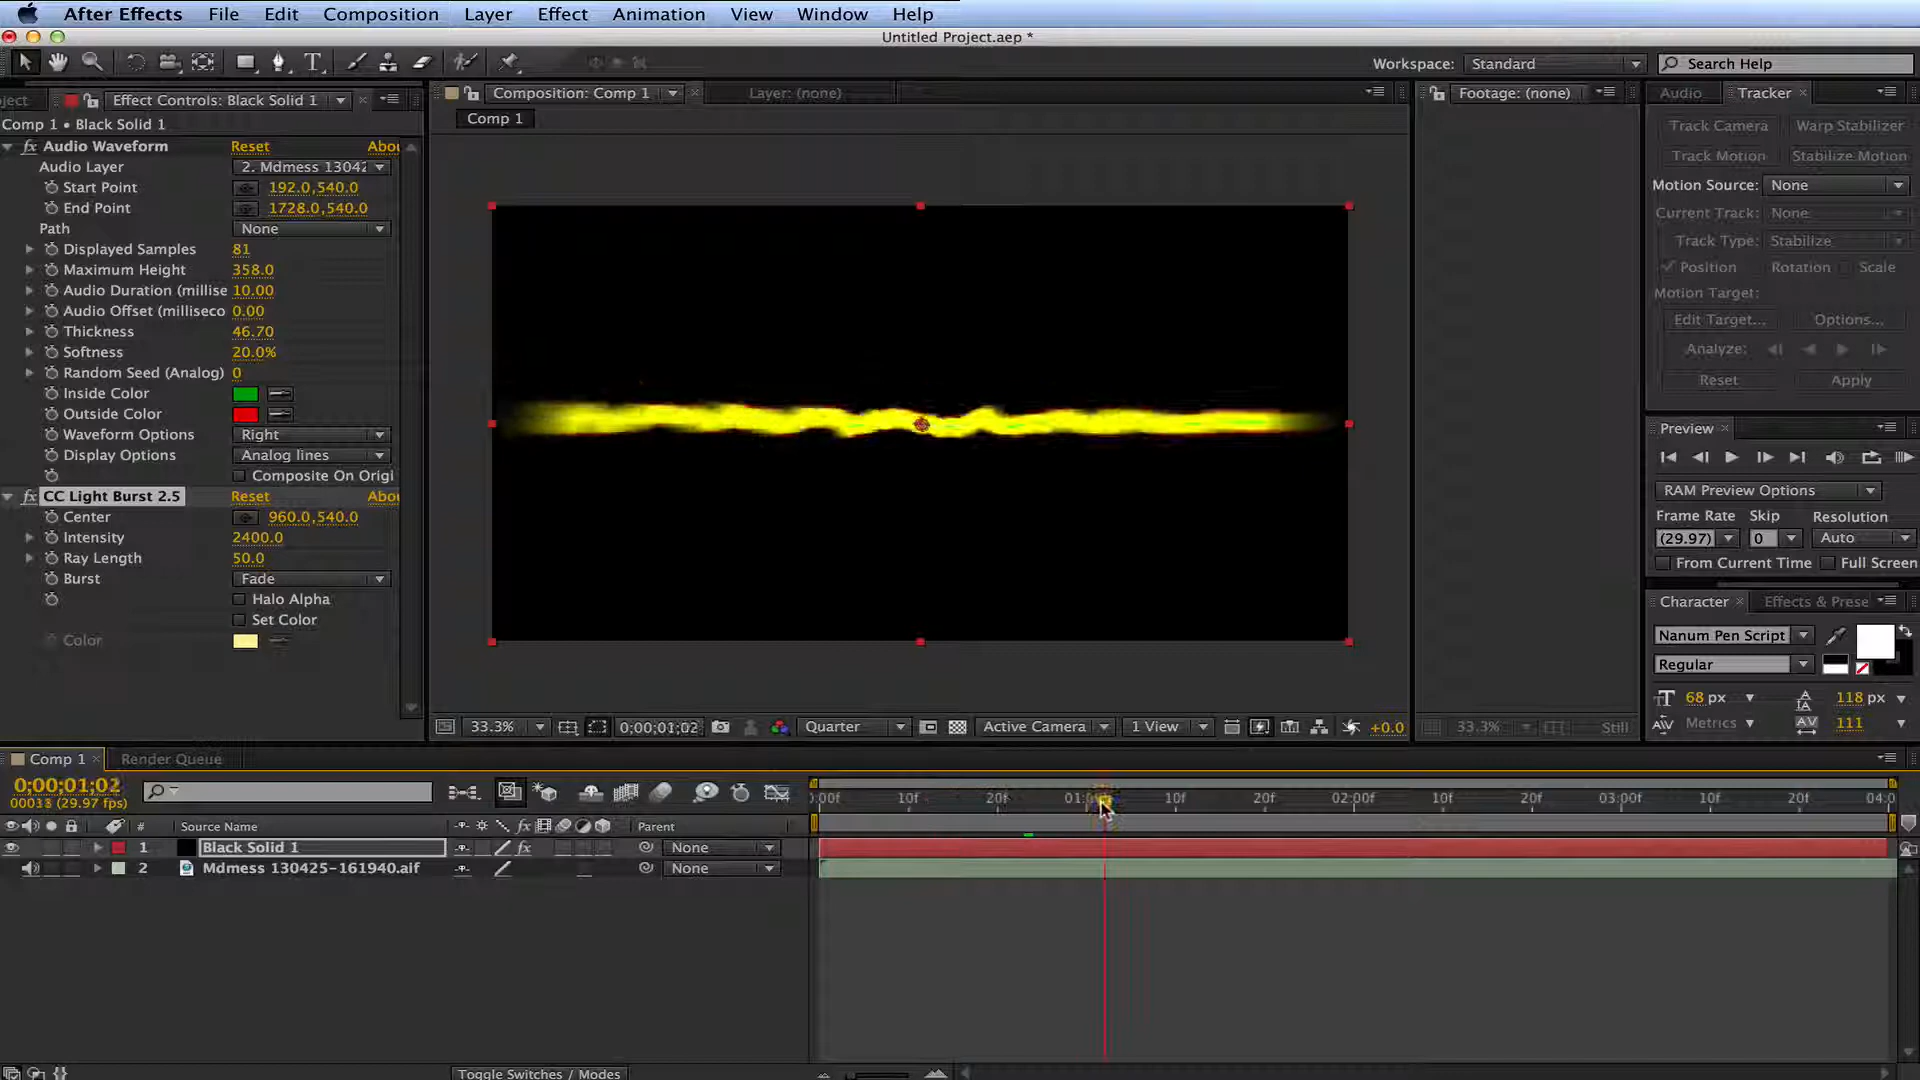 After Effects File Edit Composition Layer Effect Animation View Window Help
Untitled Project.aep *
Workspace: Standard Search Help
ject Effect Controls: Black Solid 1 Composition: Comp 1 Layer: (none) Footage: (none) Audio Tracker
Comp 1 • Black Solid 1
Comp 1
Audio Waveform Reset Abou
Audio Layer 2. Mdmess 13042
Start Point 192.0,540.0
End Point 1728.0,540.0
Path None
Displayed Samples 81
Maximum Height 358.0
Audio Duration (millise 10.00
Audio Offset (milliseco 0.00
Thickness 46.70
Softness 20.0%
Random Seed (Analog) 0
Inside Color
Outside Color
Waveform Options Right
Display Options Analog lines
Composite On Origi
CC Light Burst 2.5 Reset Abou
Center 960.0,540.0
Intensity 2400.0
Ray Length 50.0
Burst Fade
Halo Alpha
Set Color
Color
33.3% 0;00;01;02 Quarter Active Camera 1 View +0.0
33.3% Still
Track Camera Warp Stabilizer
Track Motion Stabilize Motion
Motion Source: None
Current Track: None
Track Type: Stabilize
Position Rotation Scale
Motion Target:
Edit Target... Options...
Analyze:
Reset Apply
Preview
RAM Preview Options
Frame Rate Skip Resolution
(29.97) 0 Auto
From Current Time Full Screen
Character Effects & Prese
Nanum Pen Script
Regular
68 px 118 px
Metrics 111
Comp 1 Render Queue
0;00;01;02
(29.97 fps)
:00f 10f 20f 01:0 10f 20f 02:00f 10f 20f 03:00f 10f 20f 04:0
# Source Name Parent
1 Black Solid 1 None
2 Mdmess 130425-161940.aif None
Toggle Switches / Modes